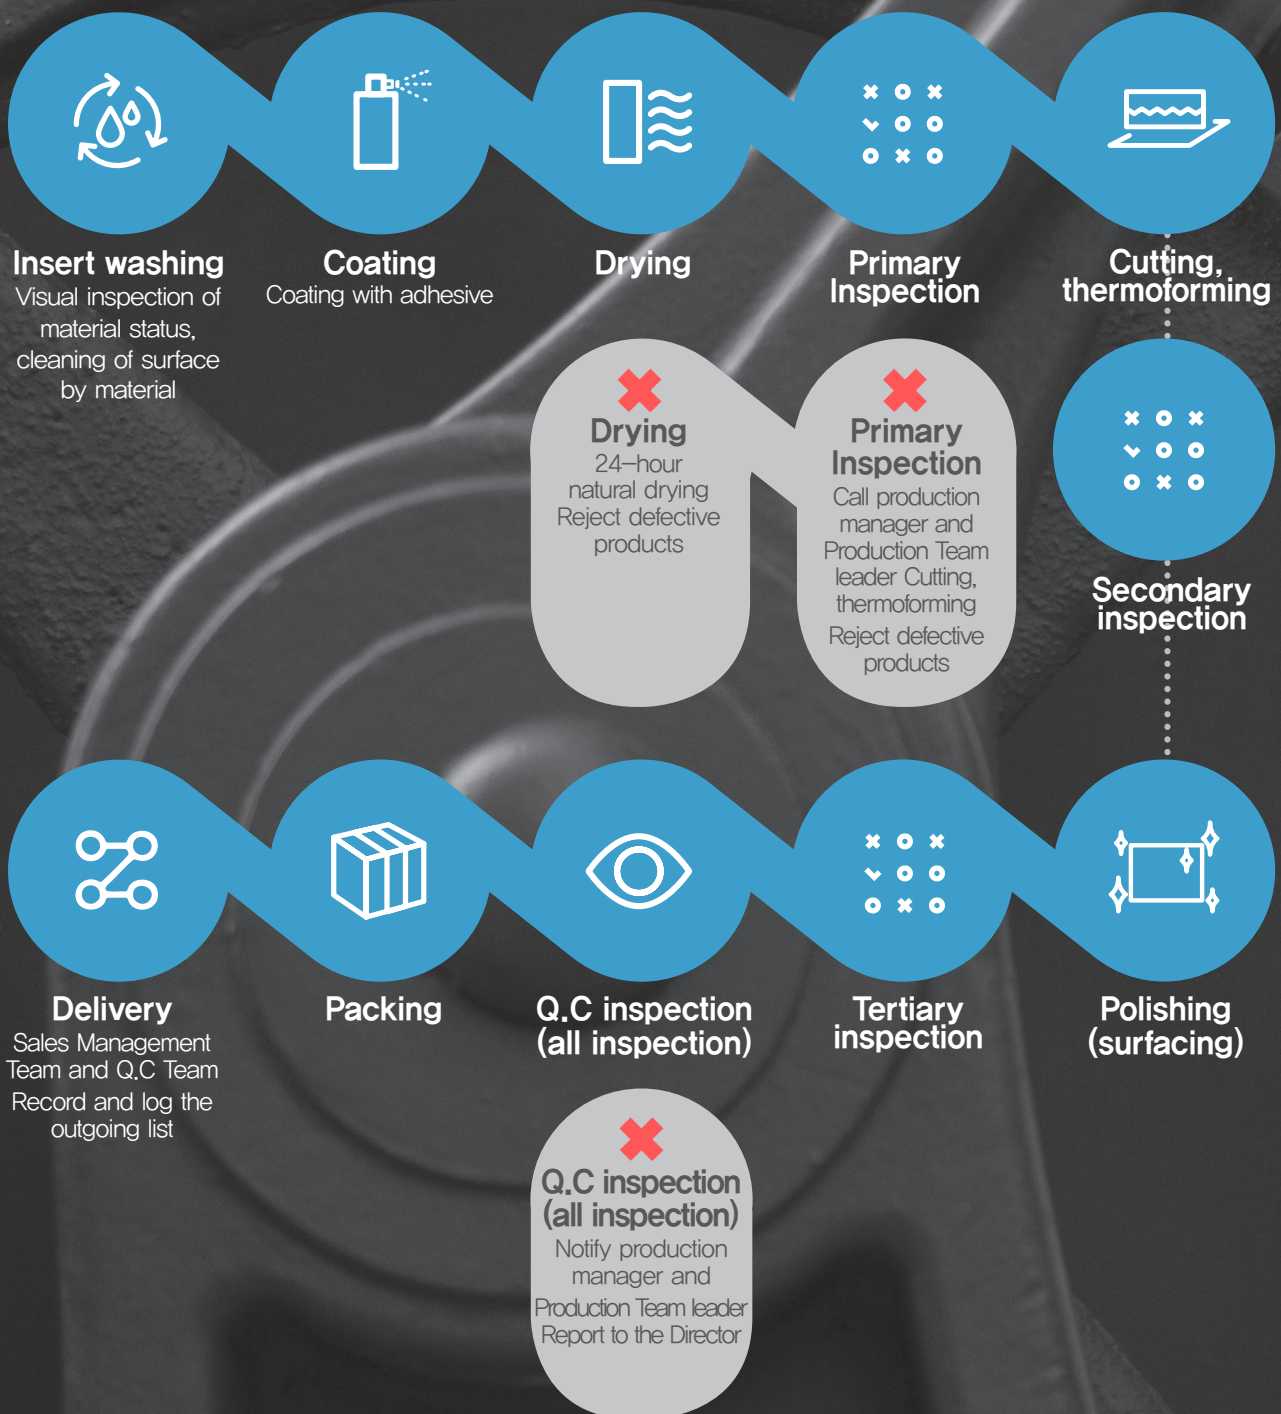 Insert washing
Visual inspection of
material status,
cleaning of surface
by material
Coating
Coating with adhesive
Drying
Primary
Inspection
Cutting,
thermoforming
Drying
24-hour
natural drying
Reject defective
products
Primary
Inspection
Call production
manager and
Production Team
leader Cutting,
thermoforming
Reject defective
products
Secondary
inspection
Delivery
Sales Management
Team and Q.C Team
Record and log the
outgoing list
Packing
Q.C inspection
(all inspection)
Tertiary
inspection
Polishing
(surfacing)
Q.C inspection
(all inspection)
Notify production
manager and
Production Team leader
Report to the Director